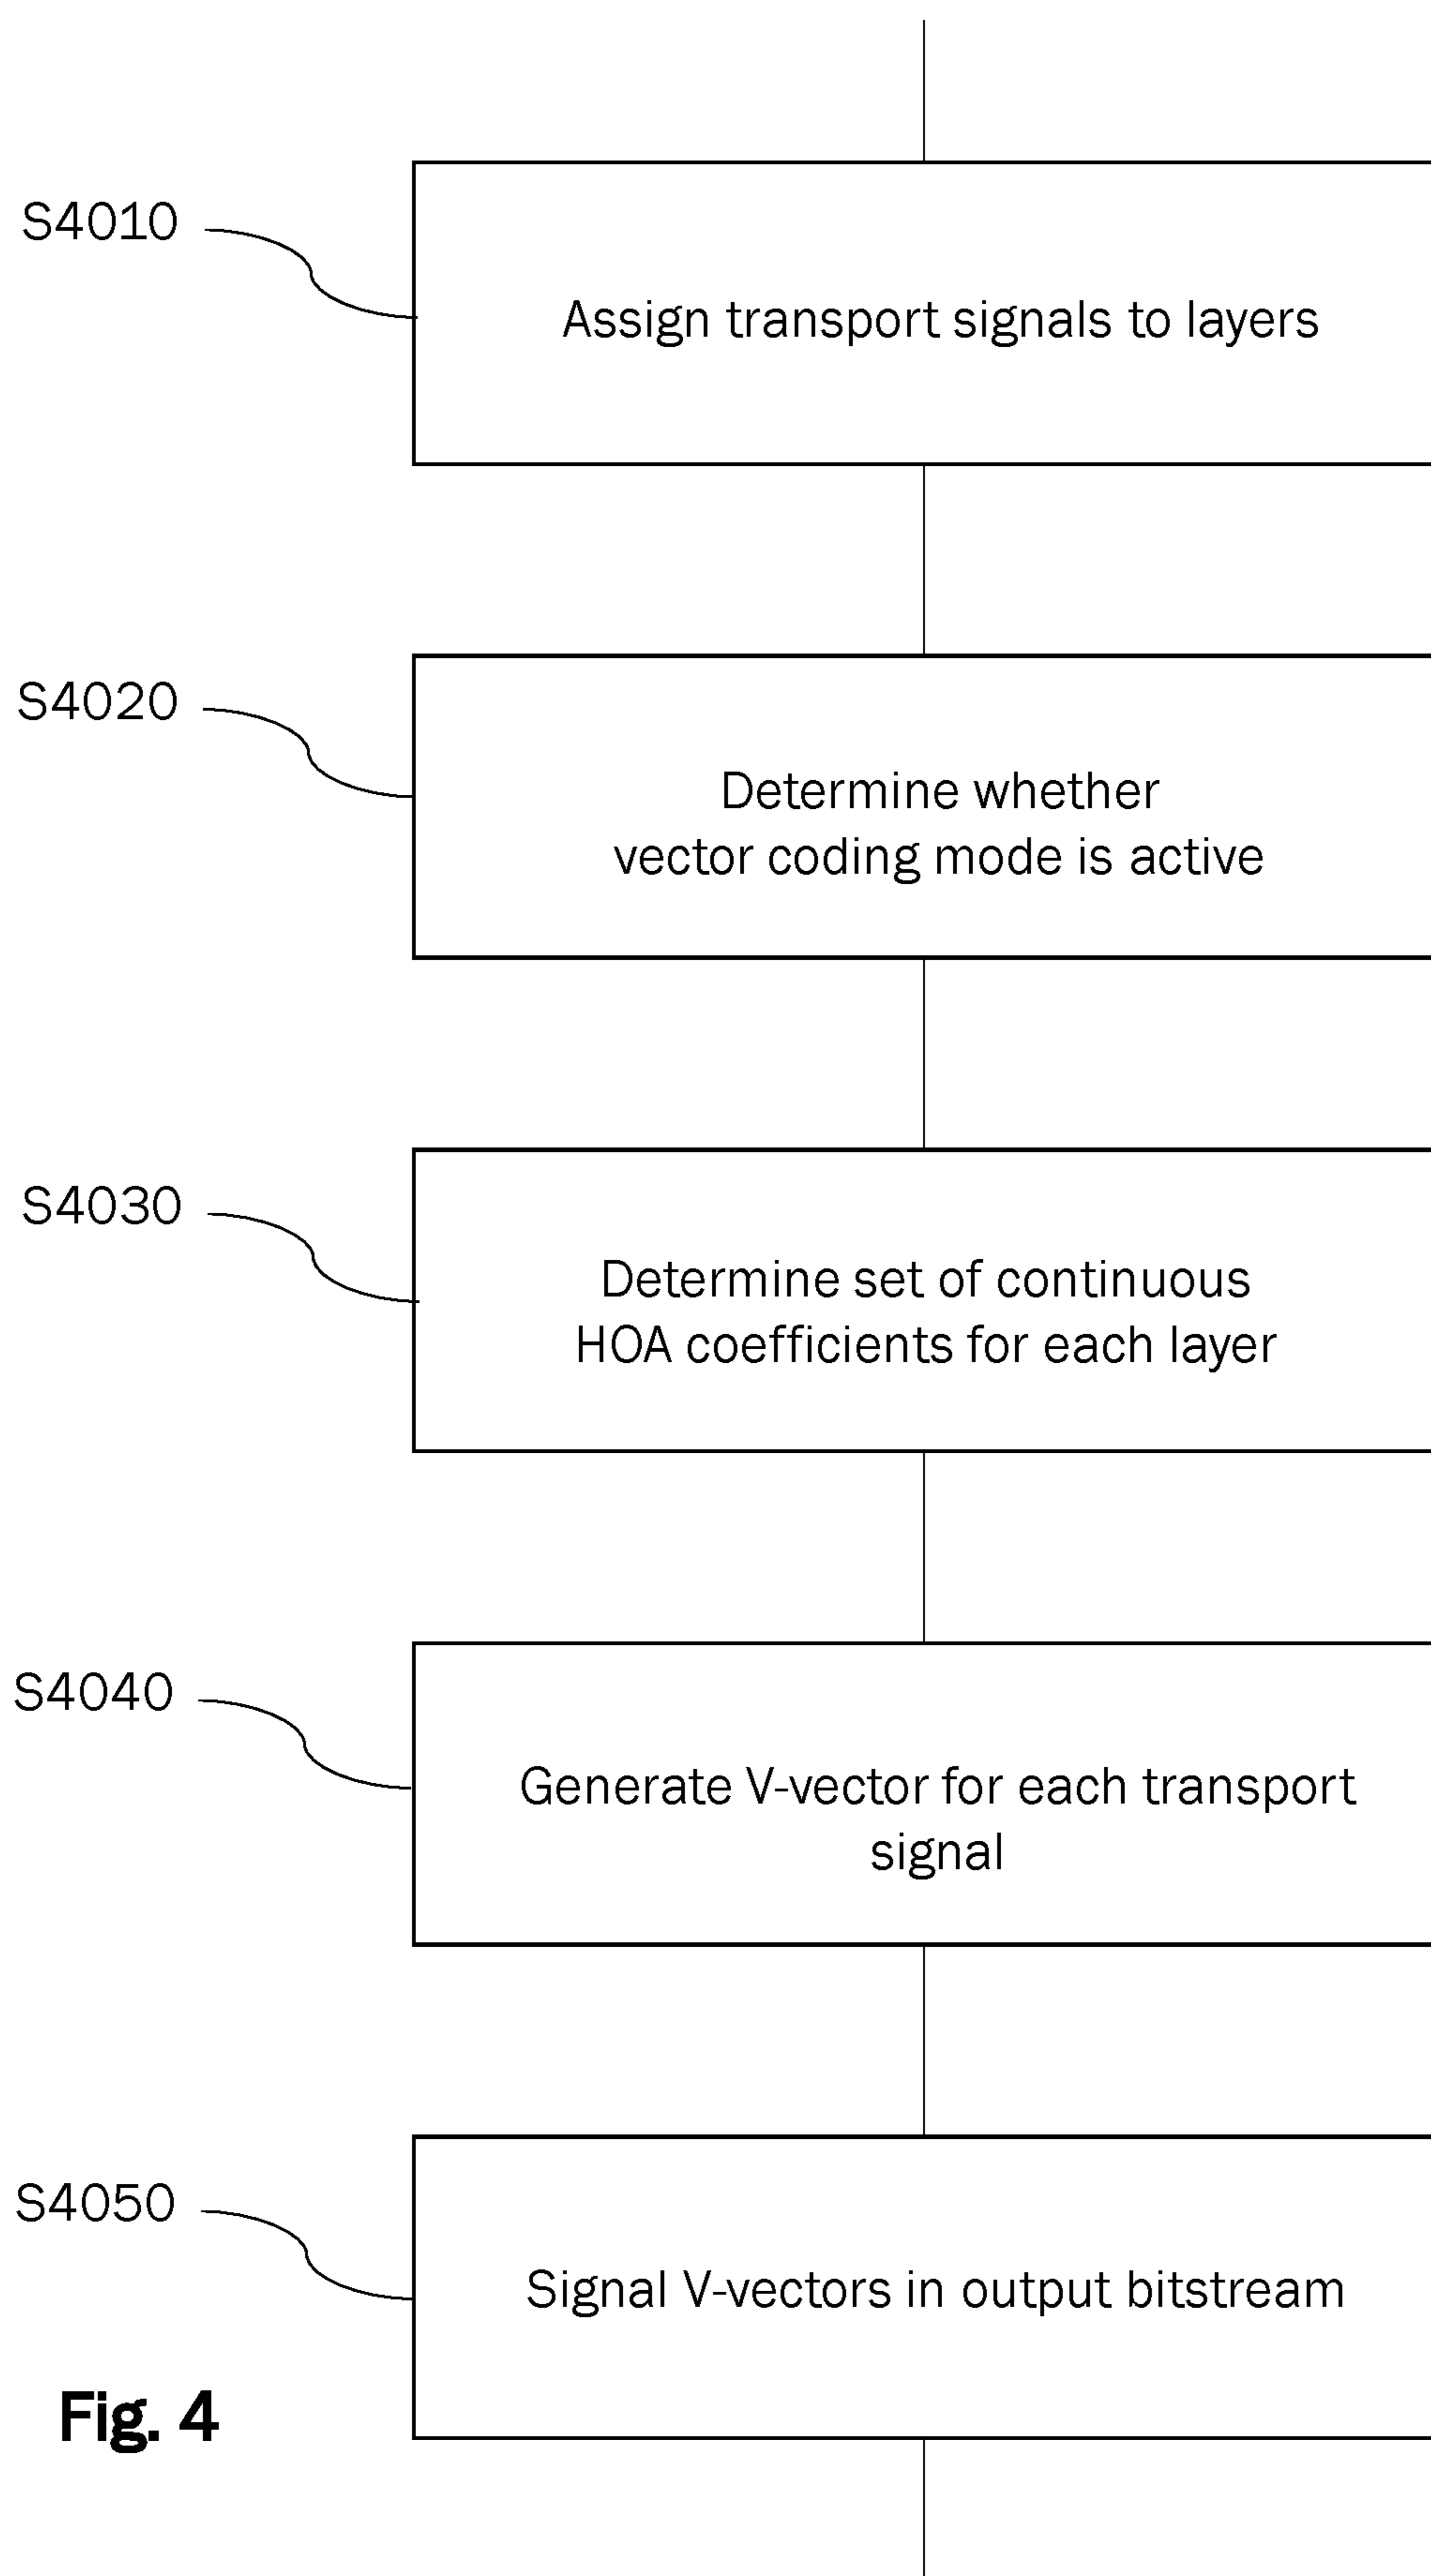 S4010
Assign transport signals to layers
S4020
Determine whether
vector coding mode is active
S4030
Determine set of continuous
HOA coefficients for each layer
S4040
Generate V-vector for each transport
signal
S4050
Signal V-vectors in output bitstream
Fig. 4